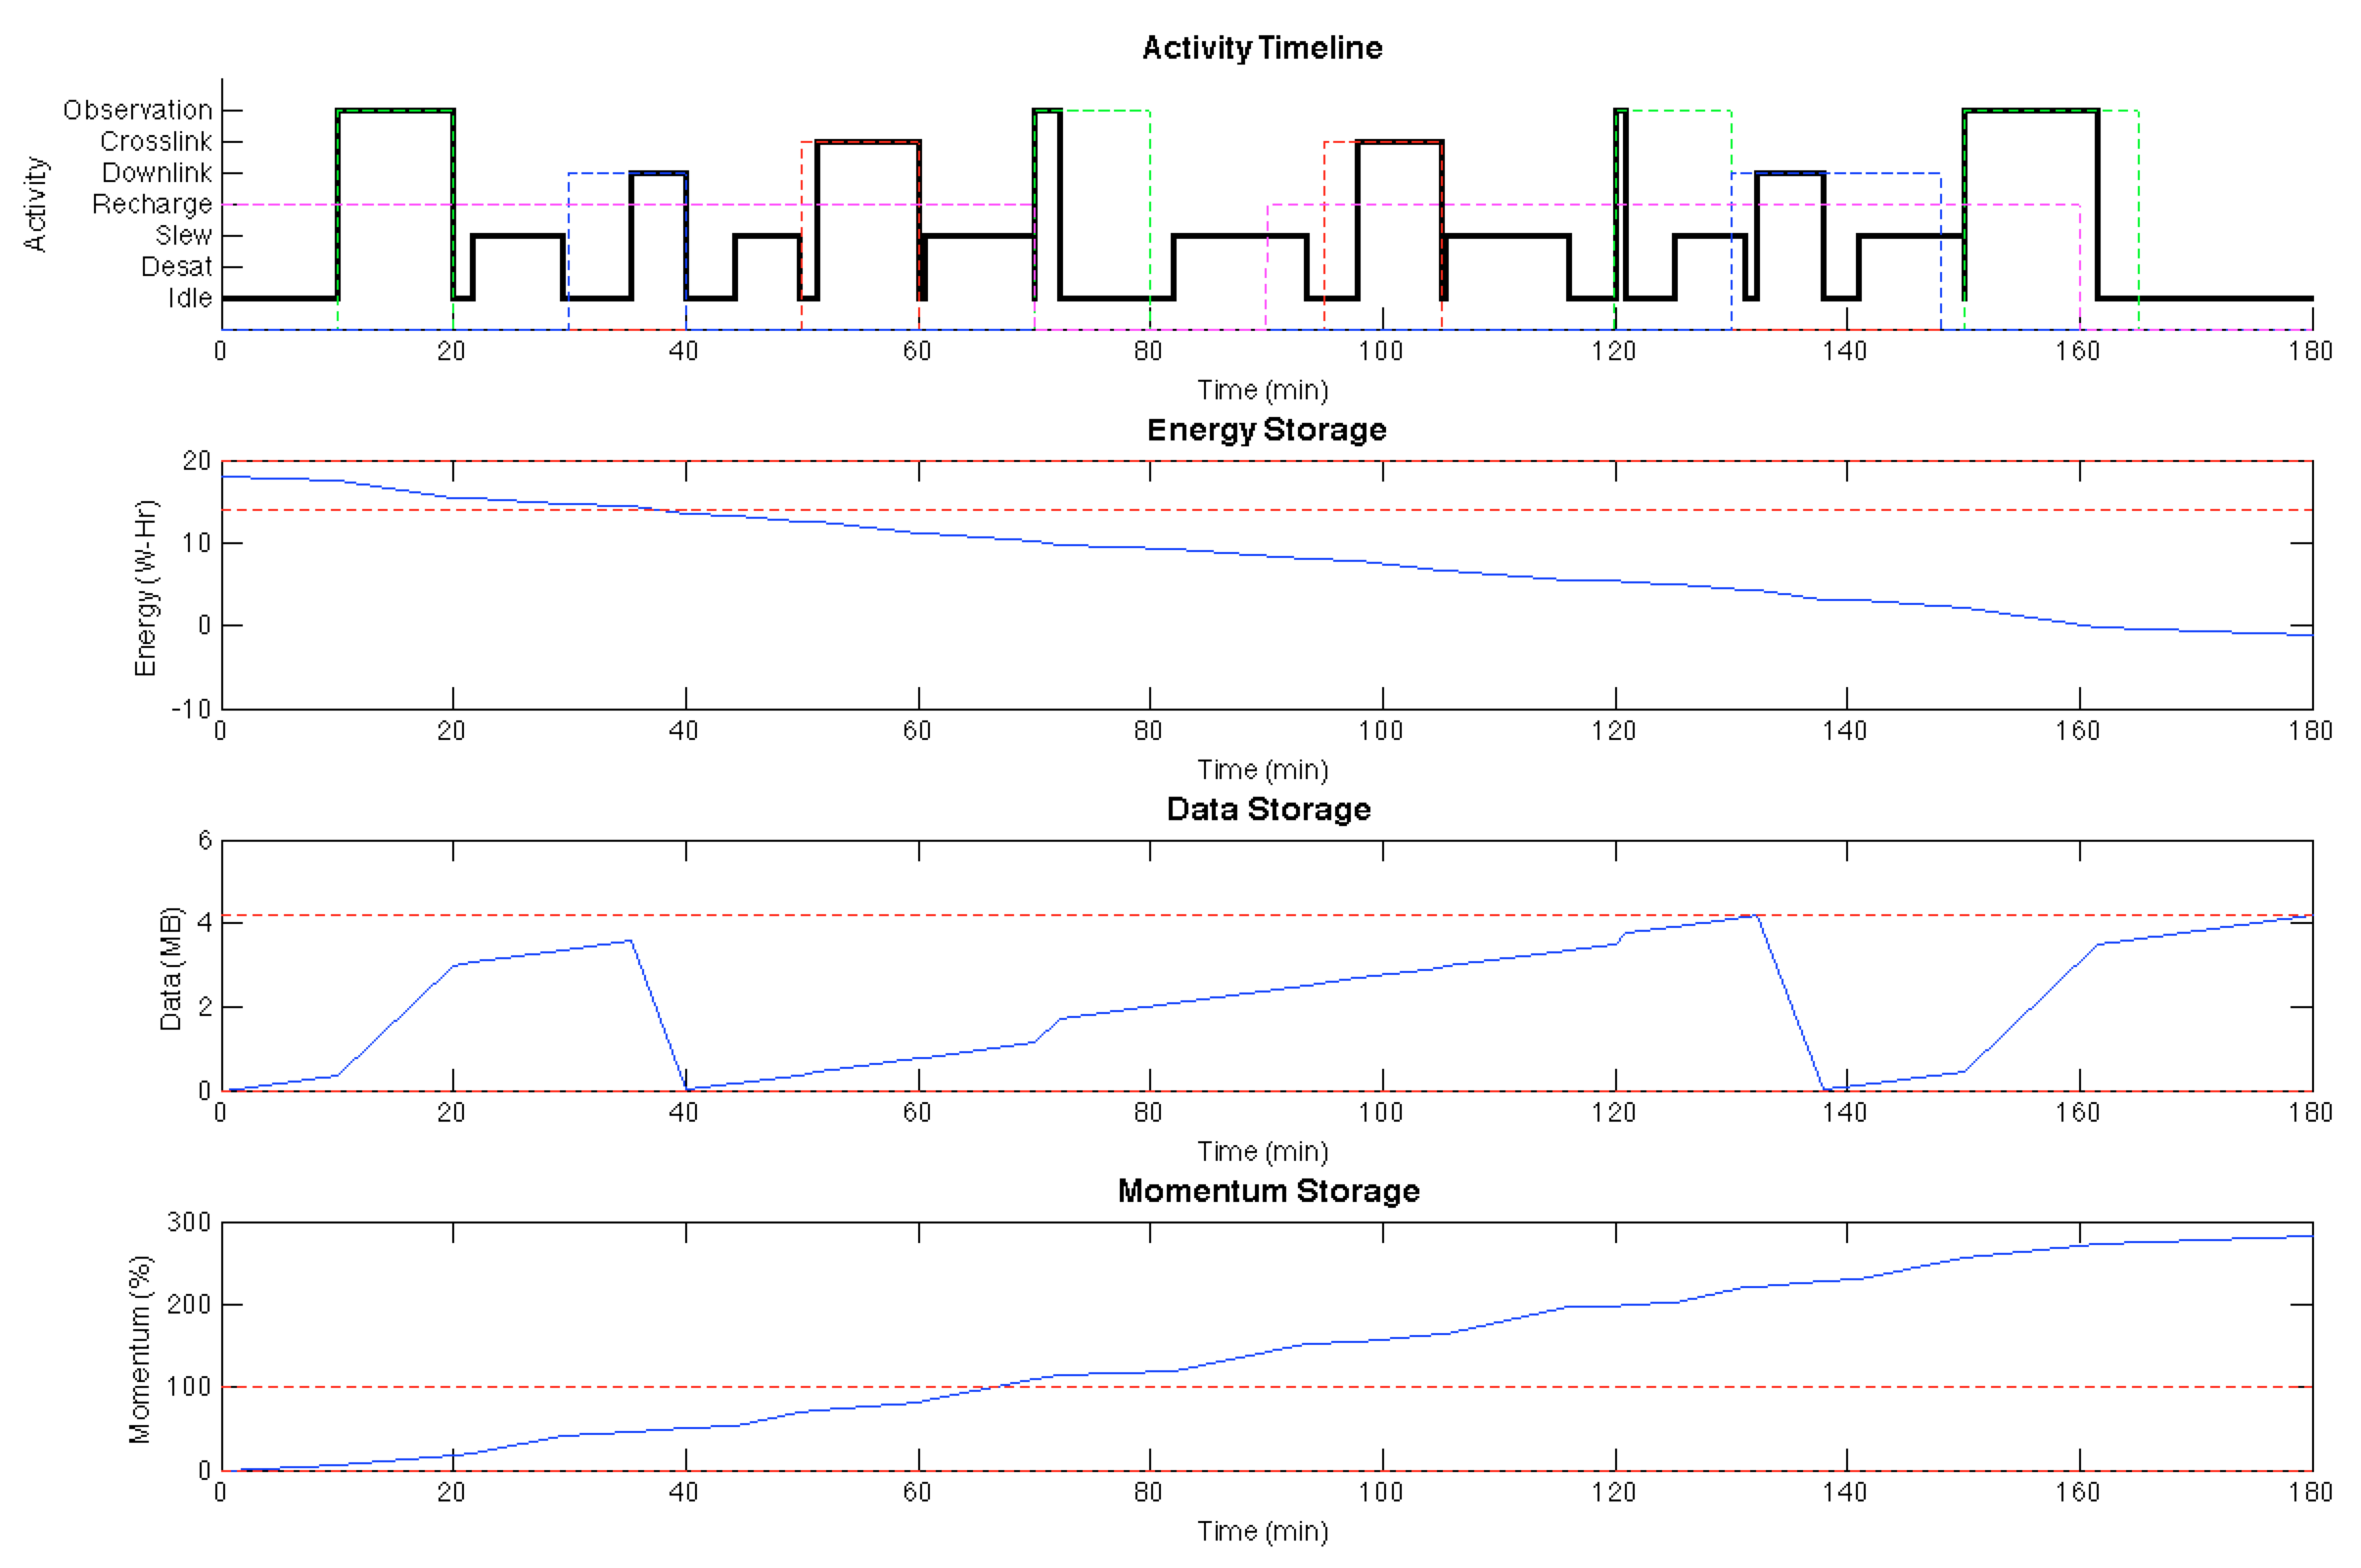 Activity Timeline
Activity
Observation
Crosslink
Downlink
Recharge
Slew
Desat
Idle
0 20 40 60 80 100 120 140 160 180
Time (min)
Energy Storage
Energy (W-Hr)
20
10
0
-10
0 20 40 60 80 100 120 140 160 180
Time (min)
Data Storage
Data (MB)
6
4
2
0
0 20 40 60 80 100 120 140 160 180
Time (min)
Momentum Storage
Momentum (%)
300
200
100
0
0 20 40 60 80 100 120 140 160 180
Time (min)